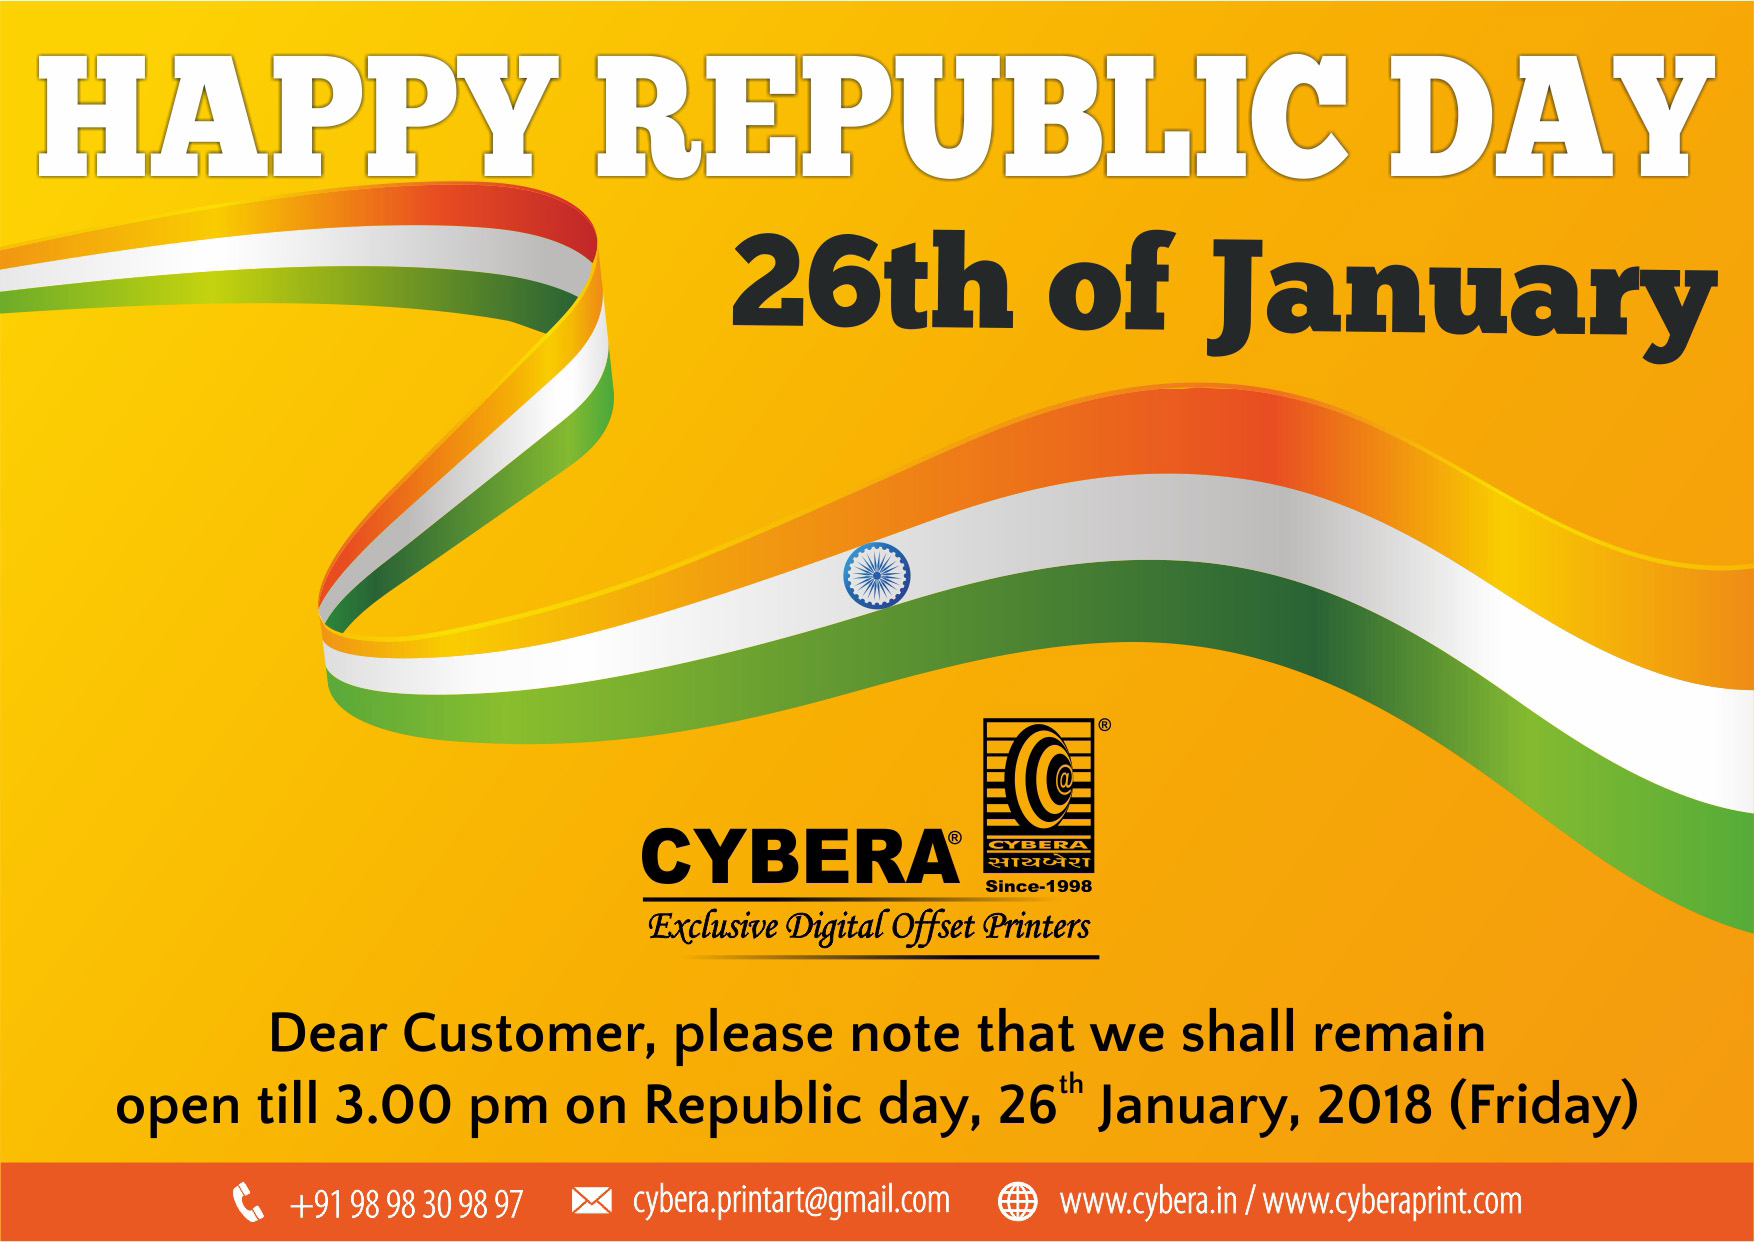 HAPPY REPUBLIC DAY
26th of January
@
CYBERA®
®
CYBERA
સાયબેરા
Since-1998
Exclusive Digital Offset Printers
Dear Customer, please note that we shall remain
open till 3.00 pm on Republic day, 26th January, 2018 (Friday)
+91 98 98 30 98 97 cybera.printart@gmail.com www.cybera.in / www.cyberaprint.com